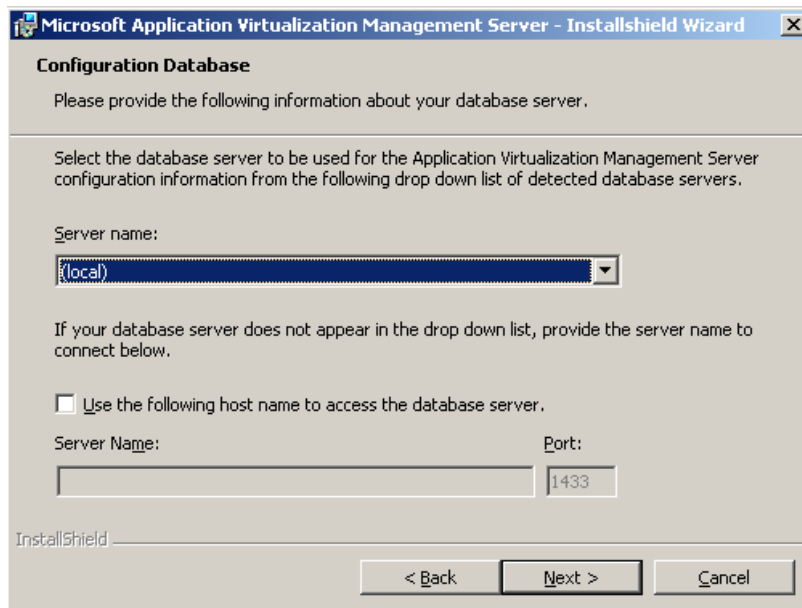 Microsoft Application Virtualization Management Server - Installshield Wizard
Configuration Database
Please provide the following information about your database server.
Select the database server to be used for the Application Virtualization Management Server
configuration information from the following drop down list of detected database servers.
Server name:
(local)
If your database server does not appear in the drop down list, provide the server name to
connect below.
Use the following host name to access the database server.
Server Name: Port:
1433
InstallShield
< Back Next > Cancel